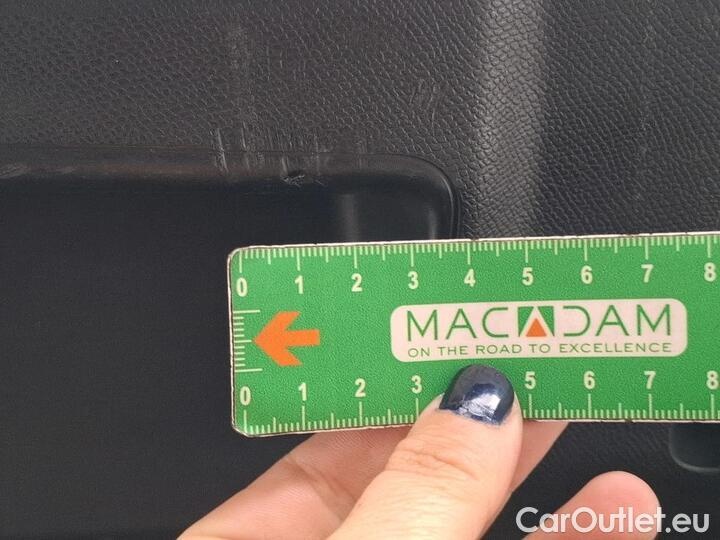 0 1 2 3 4 5 6 7 8
MACADAM
ON THE ROAD TO EXCELLENCE
0 1 2 3 5 6 7 8
CarOutlet.eu